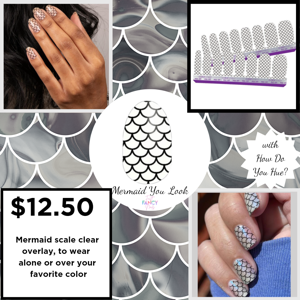 with
How Do
You Hue?
Mermaid You Look
FANCY
$12.50
Mermaid scale clear
overlay, to wear
alone or over your
favorite color